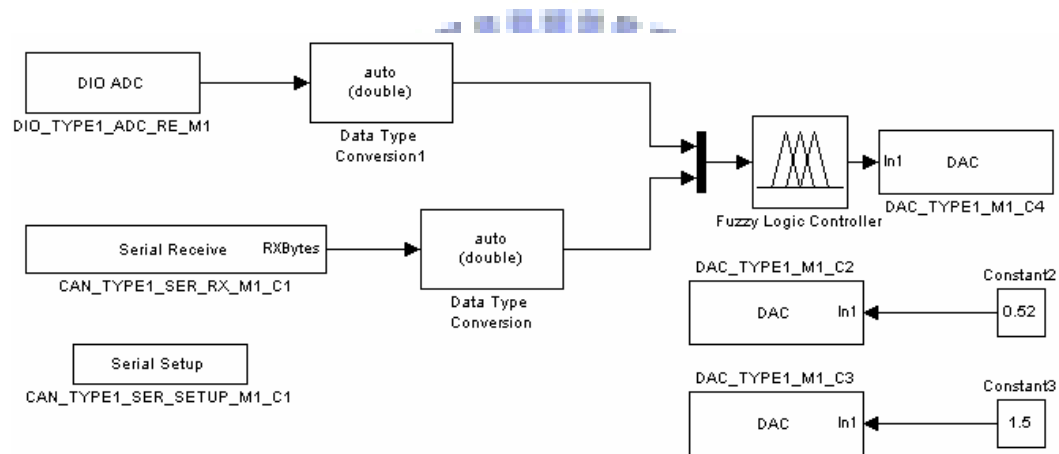 DIO ADC
DIO_TYPE1_ADC_RE_M1
auto
(double)
Data Type
Conversion1
Serial Receive RXBytes
CAN_TYPE1_SER_RX_M1_C1
auto
(double)
Data Type
Conversion
Serial Setup
CAN_TYPE1_SER_SETUP_M1_C1
Fuzzy Logic Controller
In1 DAC
DAC_TYPE1_M1_C4
DAC_TYPE1_M1_C2
DAC In1
Constant2
0.52
DAC_TYPE1_M1_C3
DAC In1
Constant3
1.5